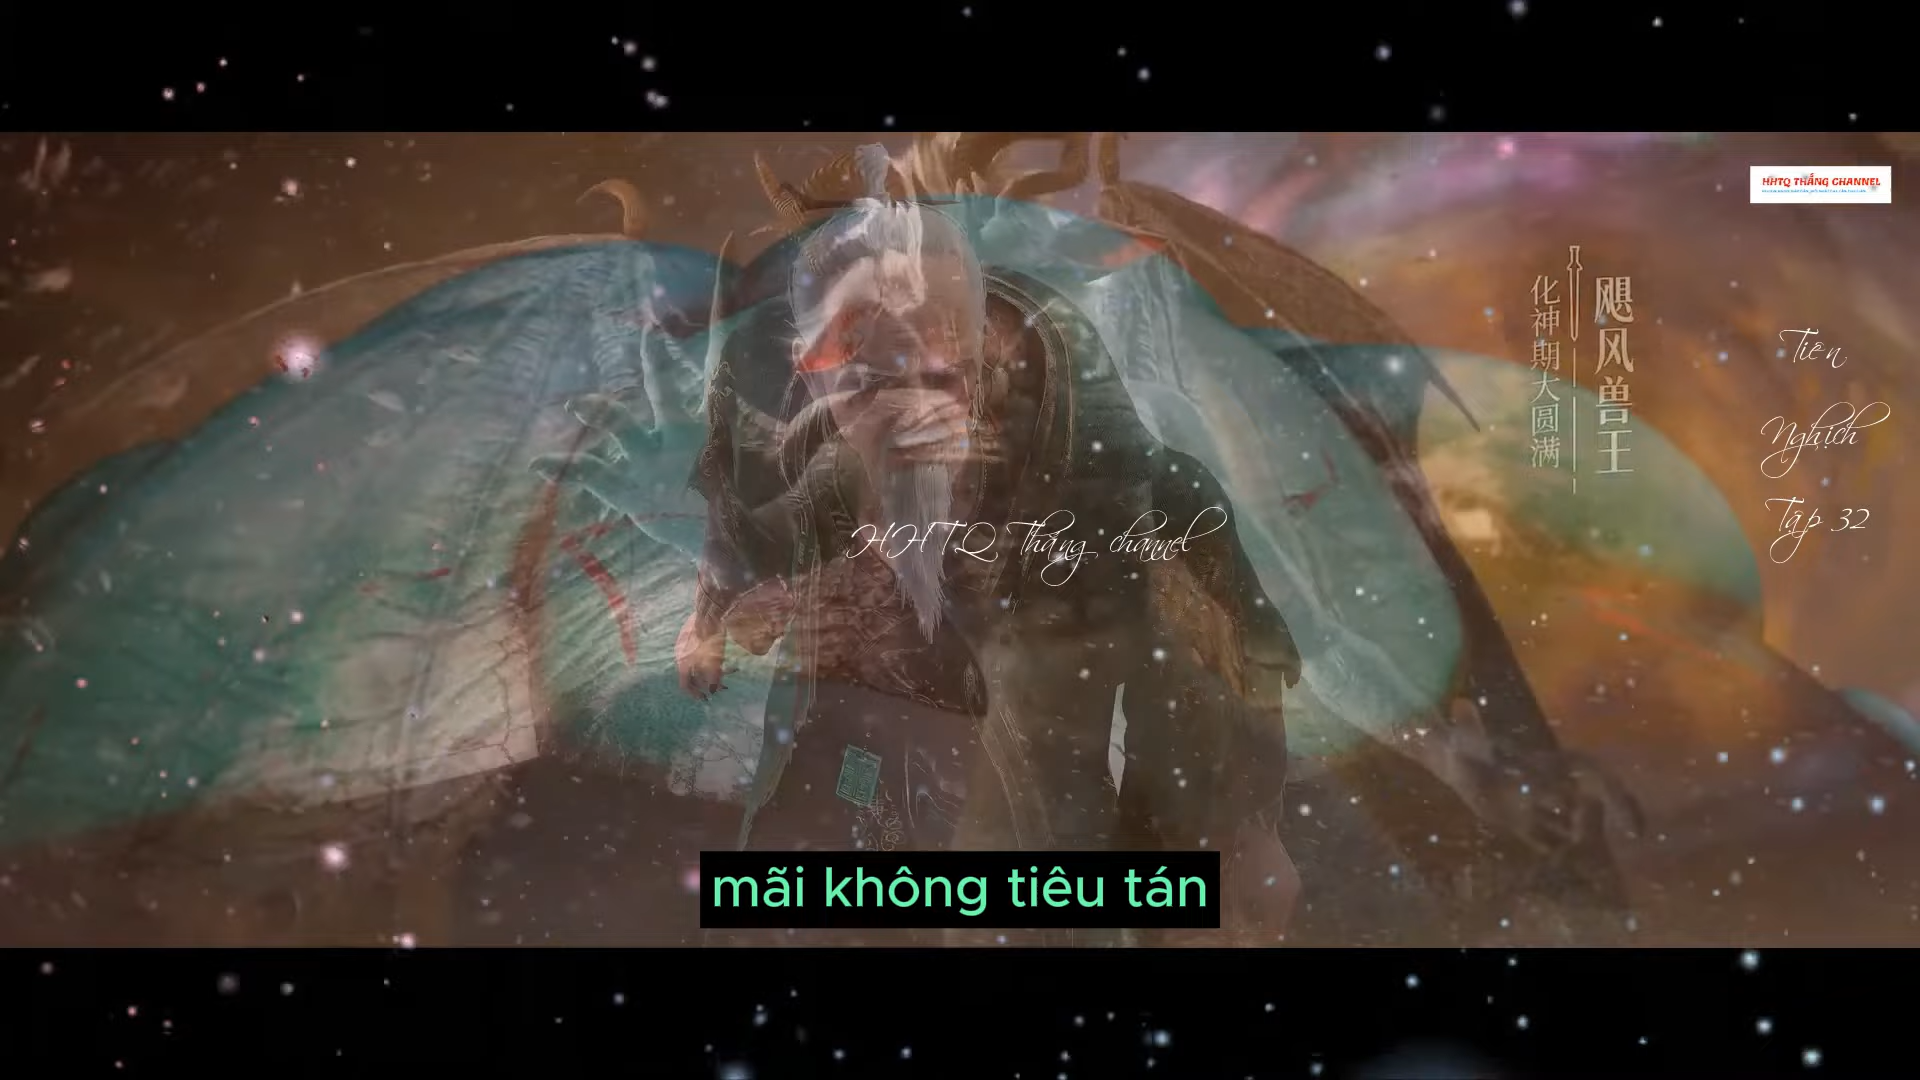 HHTQ THẮNG CHANNEL
飓风兽王
化神期大圆满
Tiên
Nghịch
Tập 32
HHTQ Thắng channel
mãi không tiêu tán